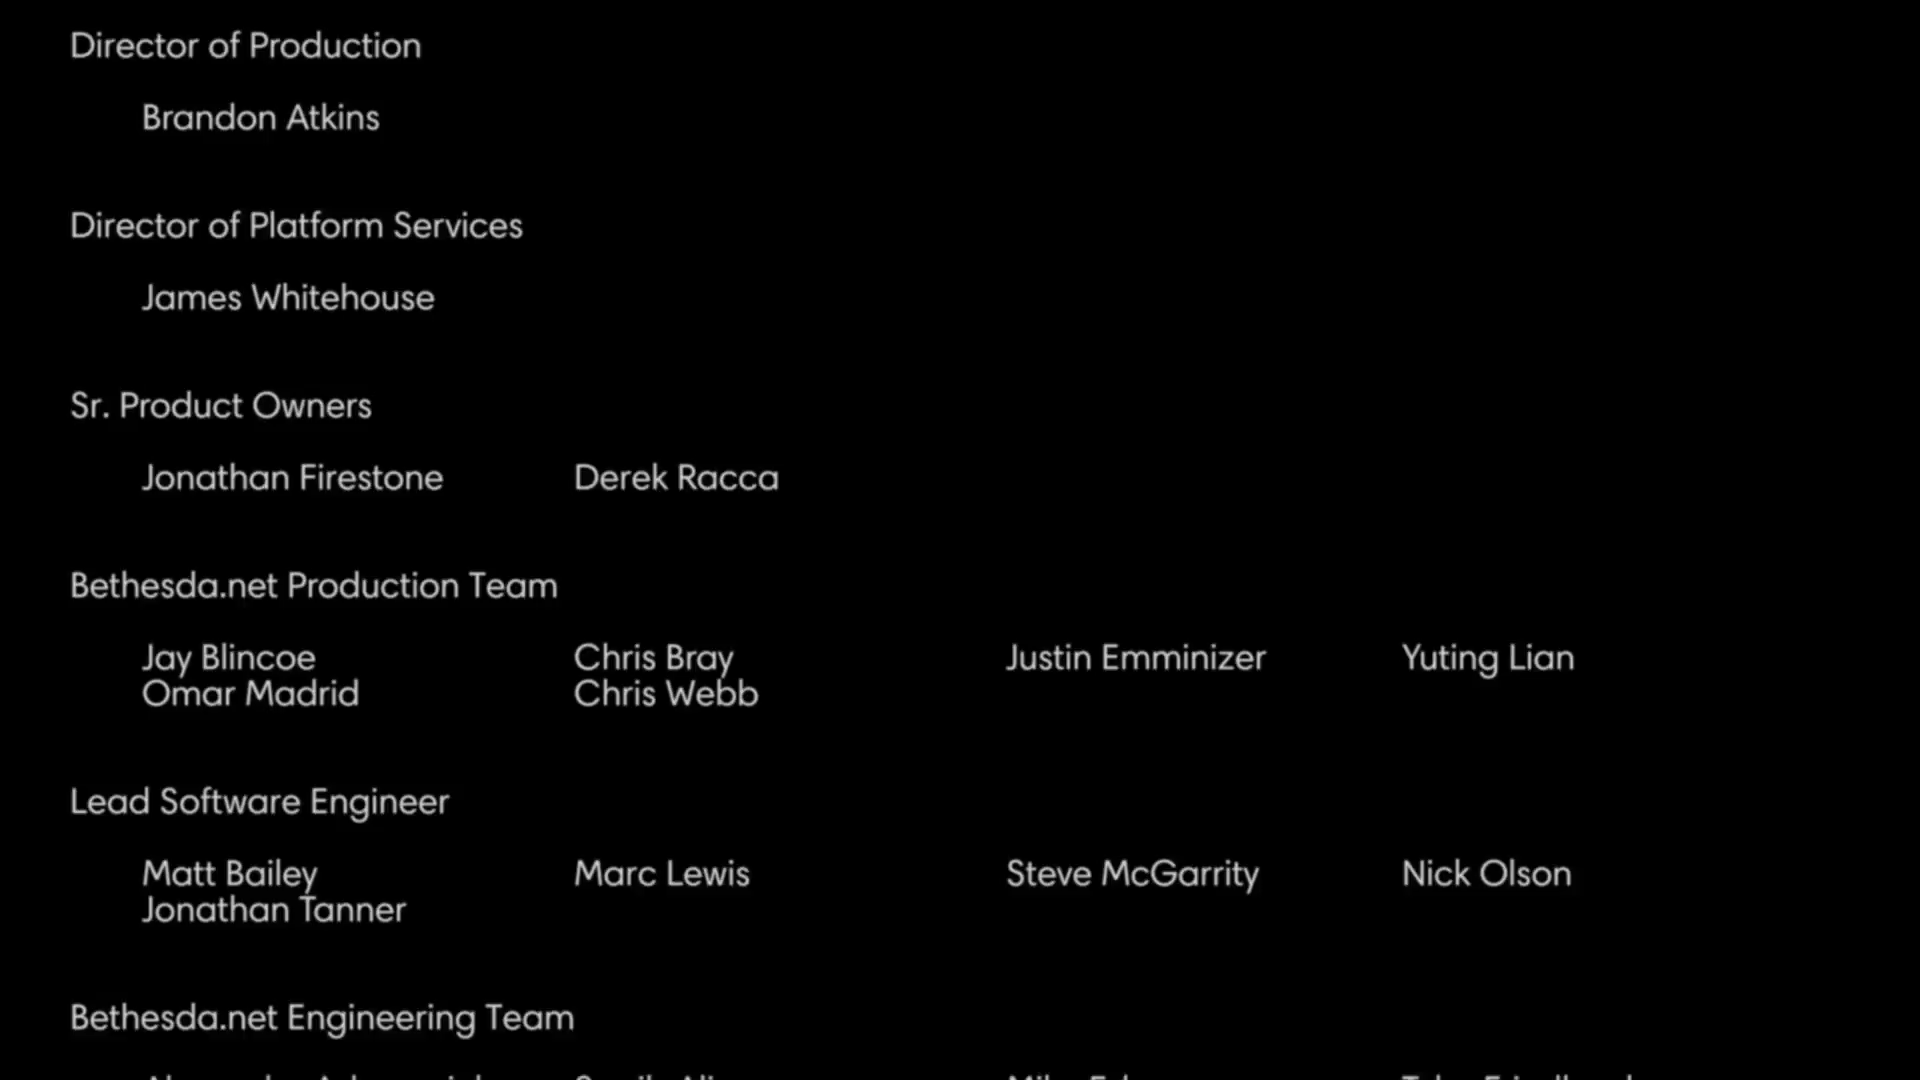 Director of Production
Brandon Atkins
Director of Platform Services
James Whitehouse
Sr. Product Owners
Jonathan Firestone Derek Racca
Bethesda.net Production Team
Jay Blincoe Chris Bray Justin Emminizer Yuting Lian
Omar Madrid Chris Webb
Lead Software Engineer
Matt Bailey Marc Lewis Steve McGarrity Nick Olson
Jonathan Tanner
Bethesda.net Engineering Team